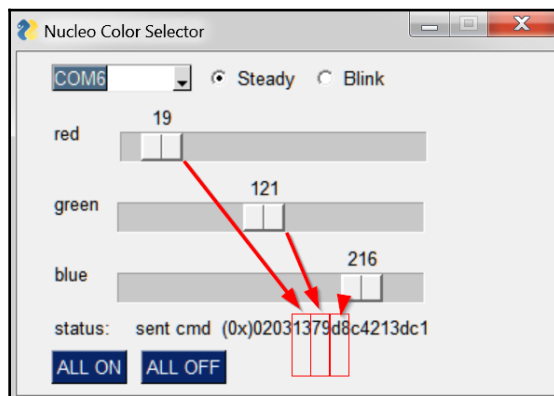 Nucleo Color Selector
COM6 Steady Blink
19
red
121
green
216
blue
status: sent cmd (0x)02031379d8c4213dc1
ALL ON ALL OFF